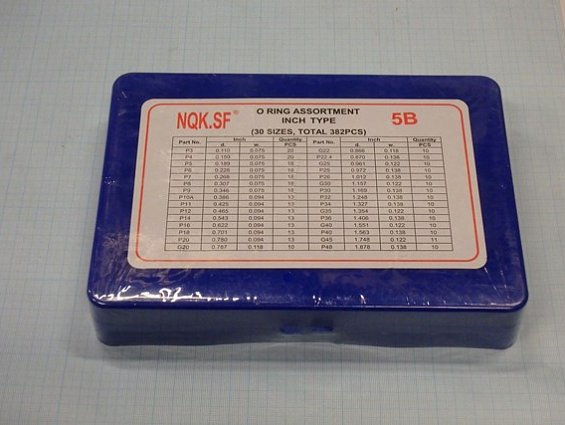 NQK.SF®
O RING ASSORTMENT
INCH TYPE
(30 SIZES, TOTAL 382PCS)
5B
Part No. Inch Quantity Part No. Inch Quantity
d. w. PCS d. w. PCS
P3 0.110 0.075 20 G22 0.866 0.118 10
P4 0.150 0.075 20 P22.4 0.870 0.138 10
P5 0.189 0.075 18 G25 0.961 0.122 10
P6 0.228 0.075 18 P25 0.972 0.138 10
P7 0.268 0.075 18 P26 1.012 0.138 10
P8 0.307 0.075 18 G30 1.157 0.122 10
P9 0.346 0.075 18 P30 1.169 0.138 10
P10A 0.386 0.094 13 P32 1.248 0.138 10
P11 0.425 0.094 13 P34 1.327 0.138 10
P12 0.465 0.094 13 G35 1.354 0.122 10
P14 0.543 0.094 13 P36 1.406 0.138 10
P16 0.622 0.094 13 G40 1.551 0.122 10
P18 0.701 0.094 13 P40 1.563 0.138 10
P20 0.780 0.094 13 G45 1.748 0.122 11
G20 0.787 0.118 10 P48 1.878 0.138 10